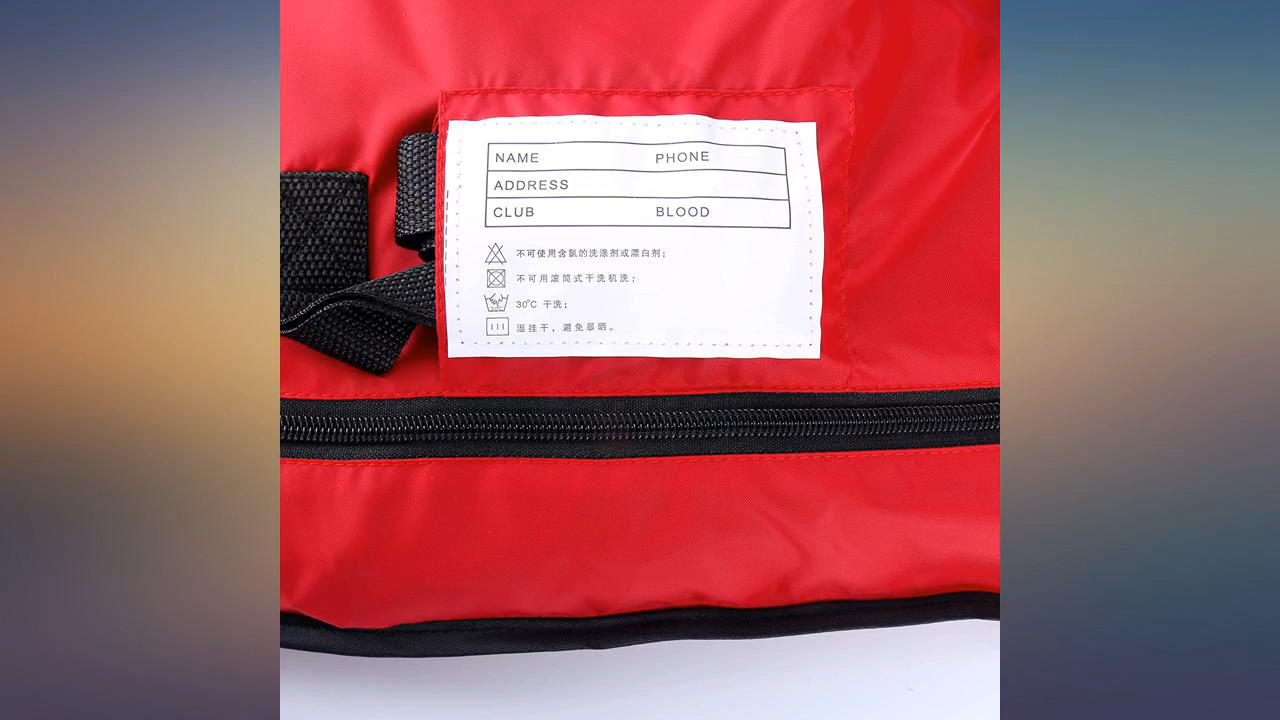 NAME PHONE
ADDRESS
CLUB BLOOD
不可使用含氯的洗涤剂或漂白剂;
不可用滚筒式干洗机洗;
30℃ 干洗;
湿挂干, 避免暴晒。